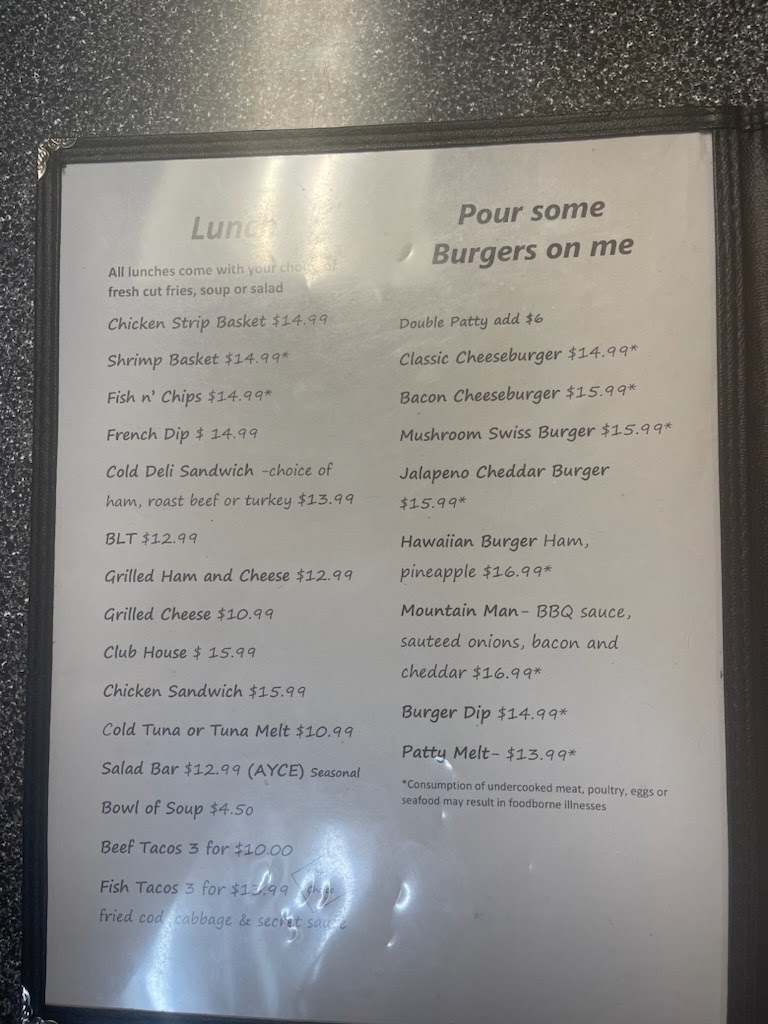 Lunch
All lunches come with your choice of
fresh cut fries, soup or salad
Chicken Strip Basket $14.99
Shrimp Basket $14.99*
Fish n' Chips $14.99*
French Dip $ 14.99
Cold Deli Sandwich -choice of
ham, roast beef or turkey $13.99
BLT $12.99
Grilled Ham and Cheese $12.99
Grilled Cheese $10.99
Club House $ 15.99
Chicken Sandwich $15.99
Cold Tuna or Tuna Melt $10.99
Salad Bar $12.99 (AYCE) Seasonal
Bowl of Soup $4.50
Beef Tacos 3 for $10.00
Fish Tacos 3 for $13.99
fried cod, cabbage & secret sauce
Pour some
Burgers on me
Double Patty add $6
Classic Cheeseburger $14.99*
Bacon Cheeseburger $15.99*
Mushroom Swiss Burger $15.99*
Jalapeno Cheddar Burger
$15.99*
Hawaiian Burger Ham,
pineapple $16.99*
Mountain Man- BBQ sauce,
sauteed onions, bacon and
cheddar $16.99*
Burger Dip $14.99*
Patty Melt- $13.99*
*Consumption of undercooked meat, poultry, eggs or
seafood may result in foodborne illnesses